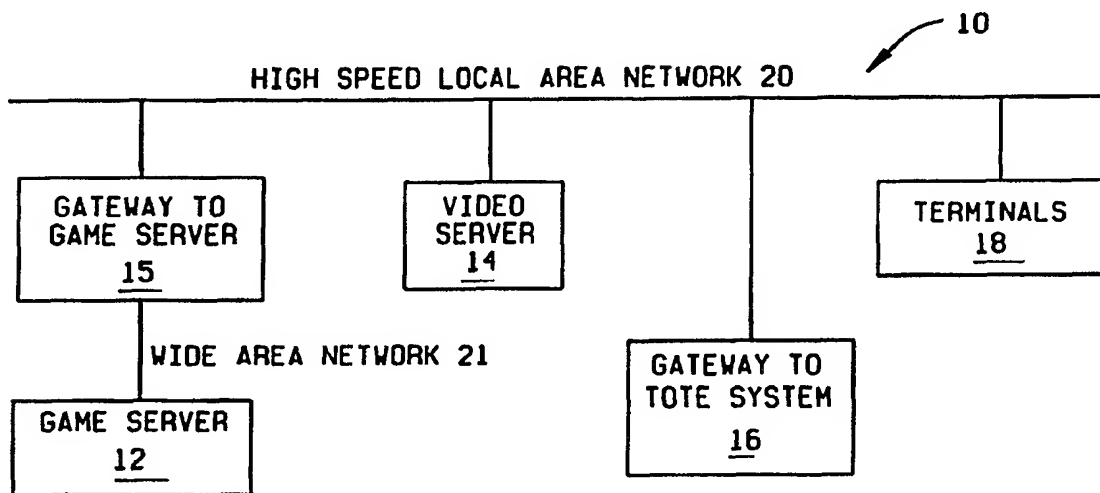 10
HIGH SPEED LOCAL AREA NETWORK 20
GATEWAY TO
GAME SERVER
15
VIDEO
SERVER
14
TERMINALS
18
WIDE AREA NETWORK 21
GATEWAY TO
TOTE SYSTEM
16
GAME SERVER
12